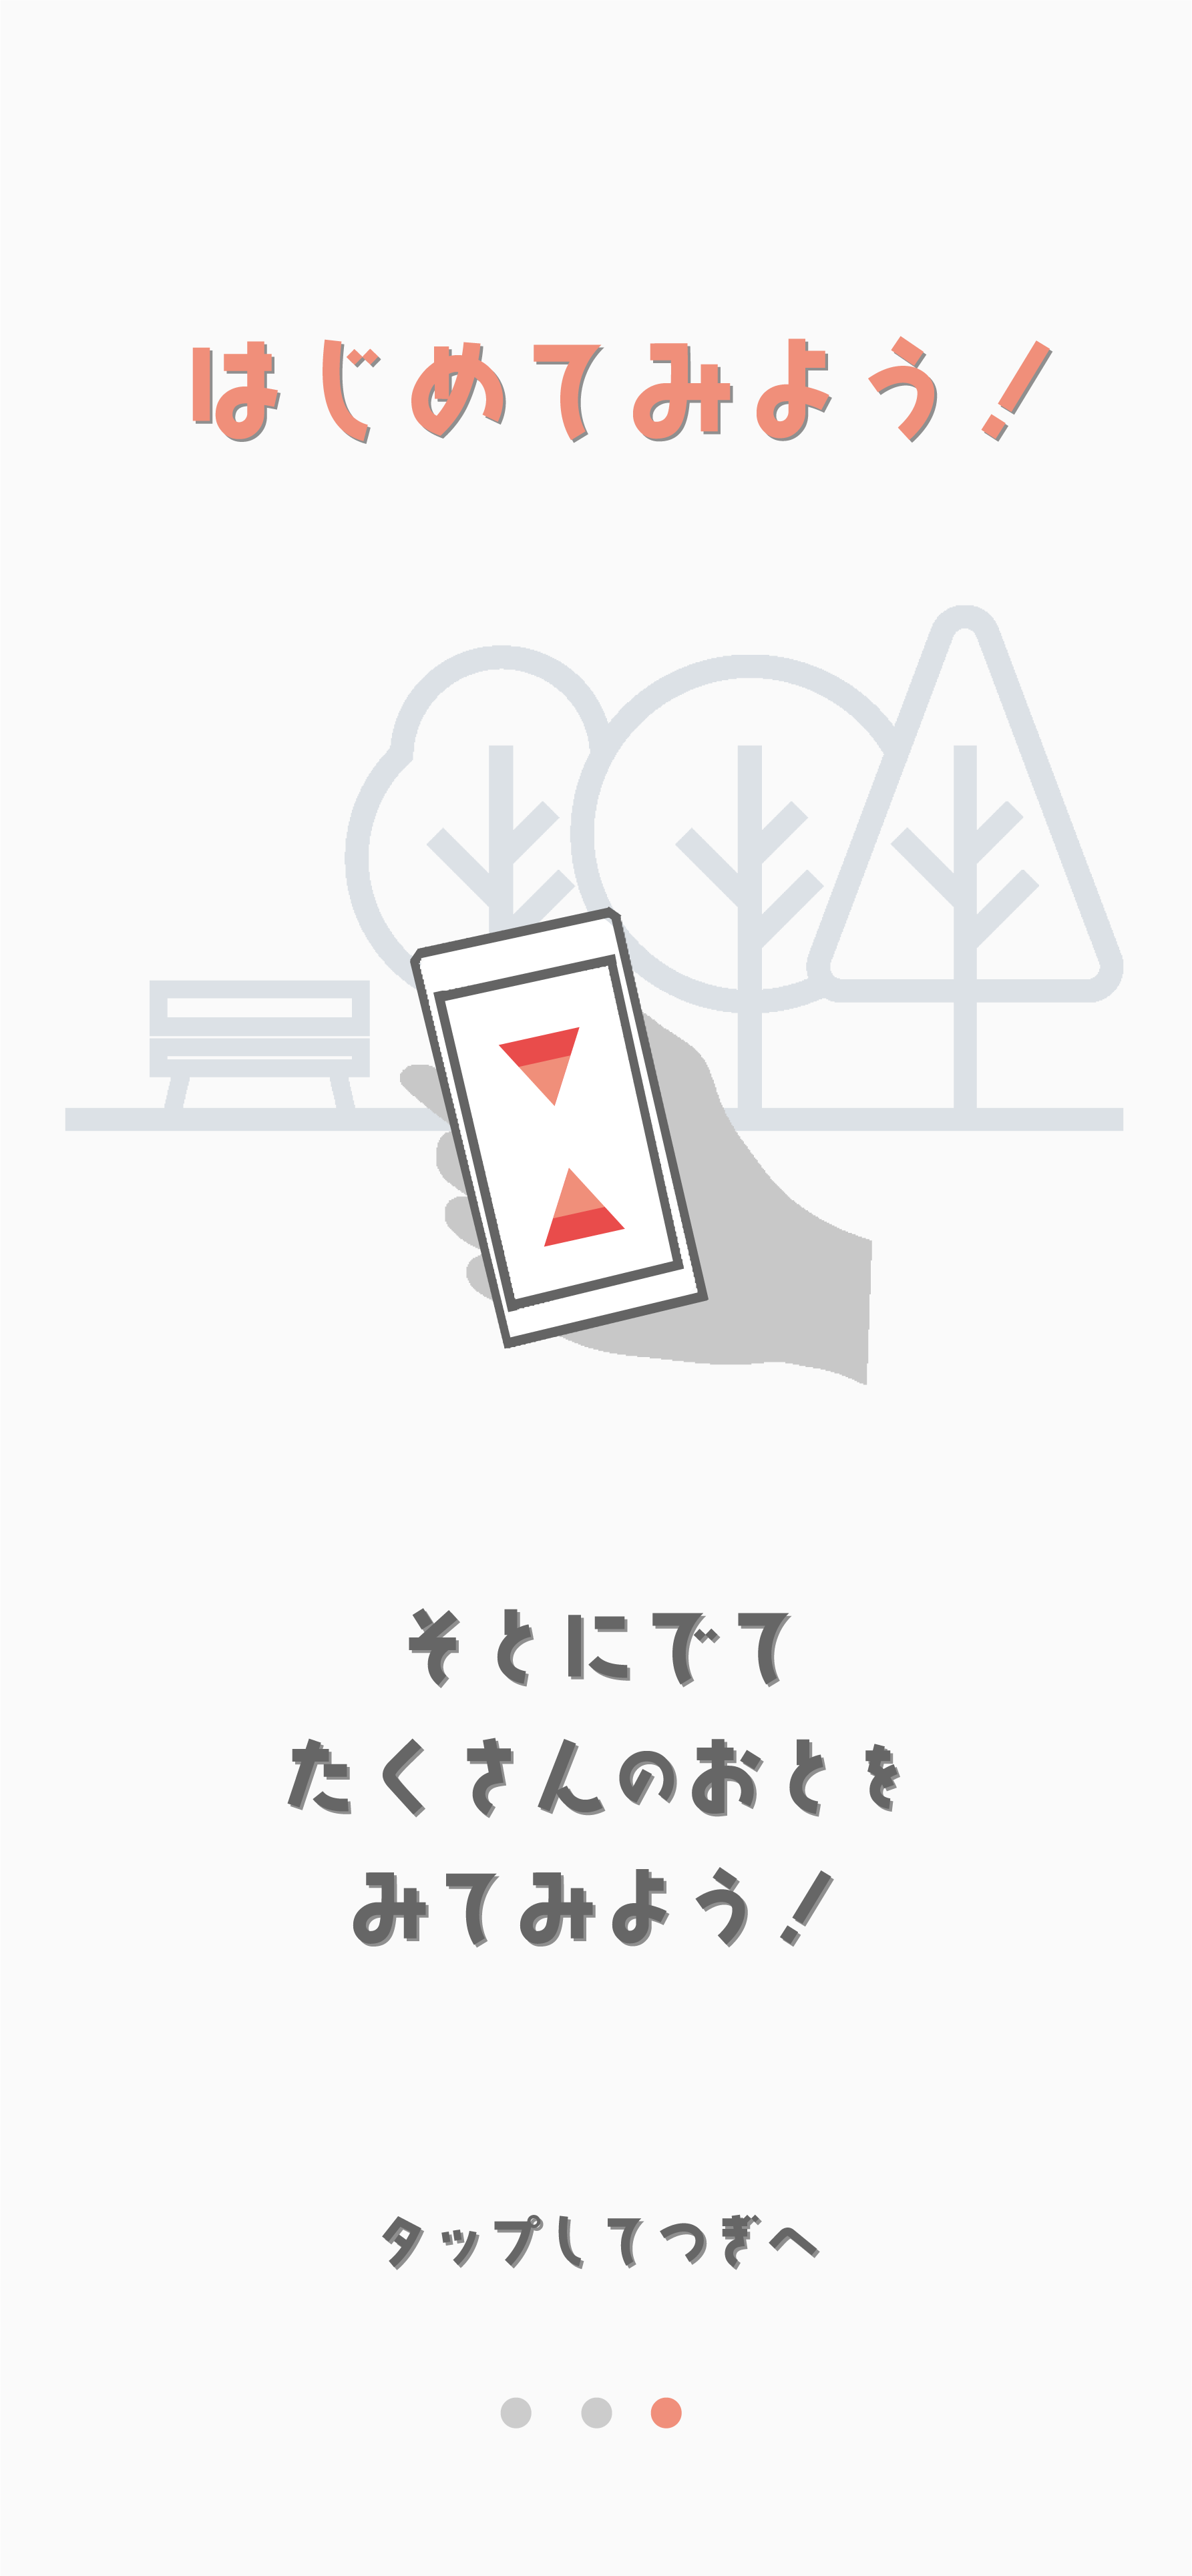 はじめてみよう！
そとにでて
たくさんのおとを
みてみよう！
タップしてつぎへ